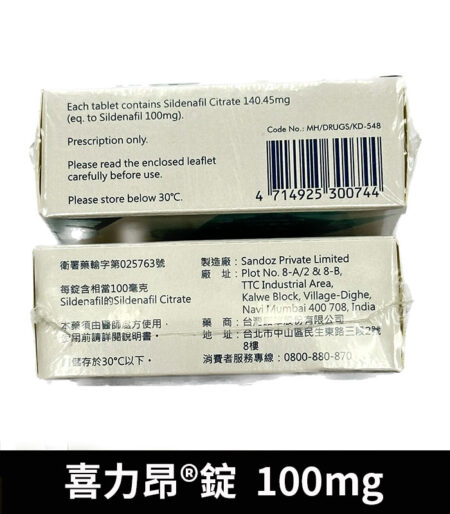 Each tablet contains Sildenafil Citrate 140.45mg
(eq. to Sildenafil 100mg).
Prescription only.
Please read the enclosed leaflet
carefully before use.
Please store below 30℃.
Code No.: MH/DRUGS/KD-548
4 714925 300744
衛署藥輸字第025763號
每錠含相當100毫克
Sildenafil的Sildenafil Citrate
本藥須由醫師處方使用．
使用前請詳閱說明書。
儲存於30℃以下。
製造廠：Sandoz Private Limited
廠 址：Plot No. 8-A/2 & 8-B,
TTC Industrial Area,
Kalwe Block, Village-Dighe,
Navi Mumbai 400 708, India
藥 商：台灣 股份有限公司
地 址：台北市中山區民生東路三段2號
8樓
消費者服務專線：0800-880-870
喜力昂®錠 100mg